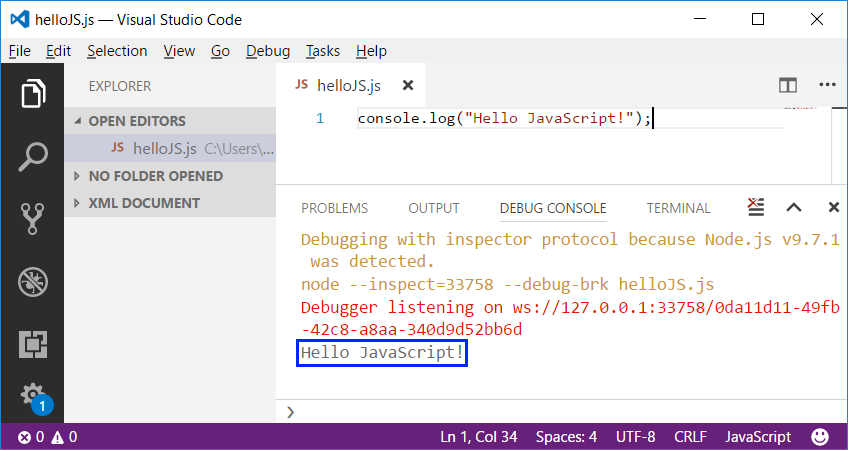 helloJS.js — Visual Studio Code
File Edit Selection View Go Debug Tasks Help
EXPLORER
OPEN EDITORS
JS helloJS.js C:\Users\...
NO FOLDER OPENED
XML DOCUMENT
1
JS helloJS.js
1 console.log("Hello JavaScript!");
PROBLEMS OUTPUT DEBUG CONSOLE TERMINAL
Debugging with inspector protocol because Node.js v9.7.1
was detected.
node --inspect=33758 --debug-brk helloJS.js
Debugger listening on ws://127.0.0.1:33758/0da11d11-49fb
-42c8-a8aa-340d9d52bb6d
Hello JavaScript!
0 0 Ln 1, Col 34 Spaces: 4 UTF-8 CRLF JavaScript